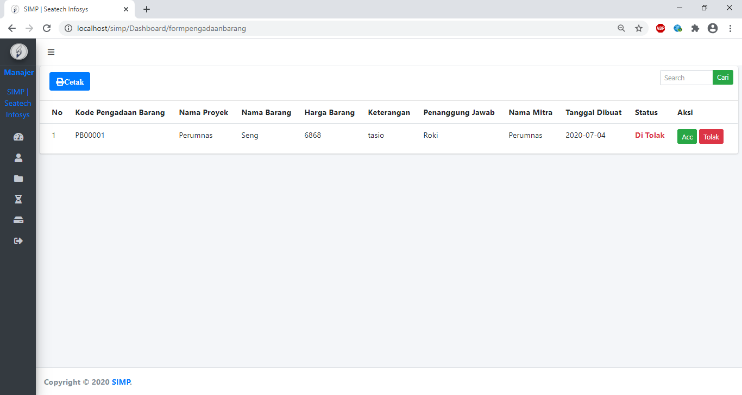 SIMP | Seatech Infosys
localhost/simp/Dashboard/formpengadaanbarang
Manajer
SIMP |
Seatech
Infosys
Cetak
Search
Cari
No Kode Pengadaan Barang Nama Proyek Nama Barang Harga Barang Keterangan Penanggung Jawab Nama Mitra Tanggal Dibuat Status Aksi
1 PB00001 Perumnas Seng 6868 tasio Roki Perumnas 2020-07-04 Di Tolak Acc Tolak
Copyright © 2020 SIMP.